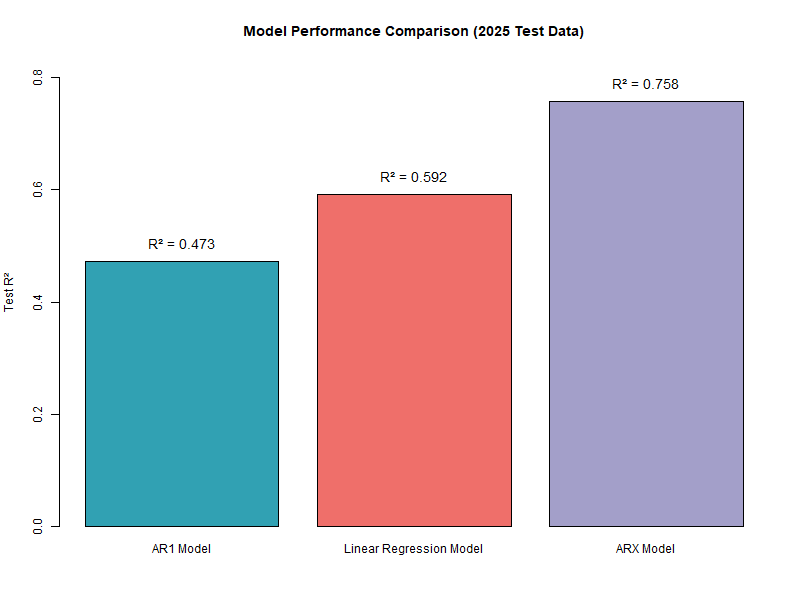 Model Performance Comparison (2025 Test Data)
Test R²
0.8
0.6
0.4
0.2
0.0
R² = 0.473
R² = 0.592
R² = 0.758
AR1 Model
Linear Regression Model
ARX Model